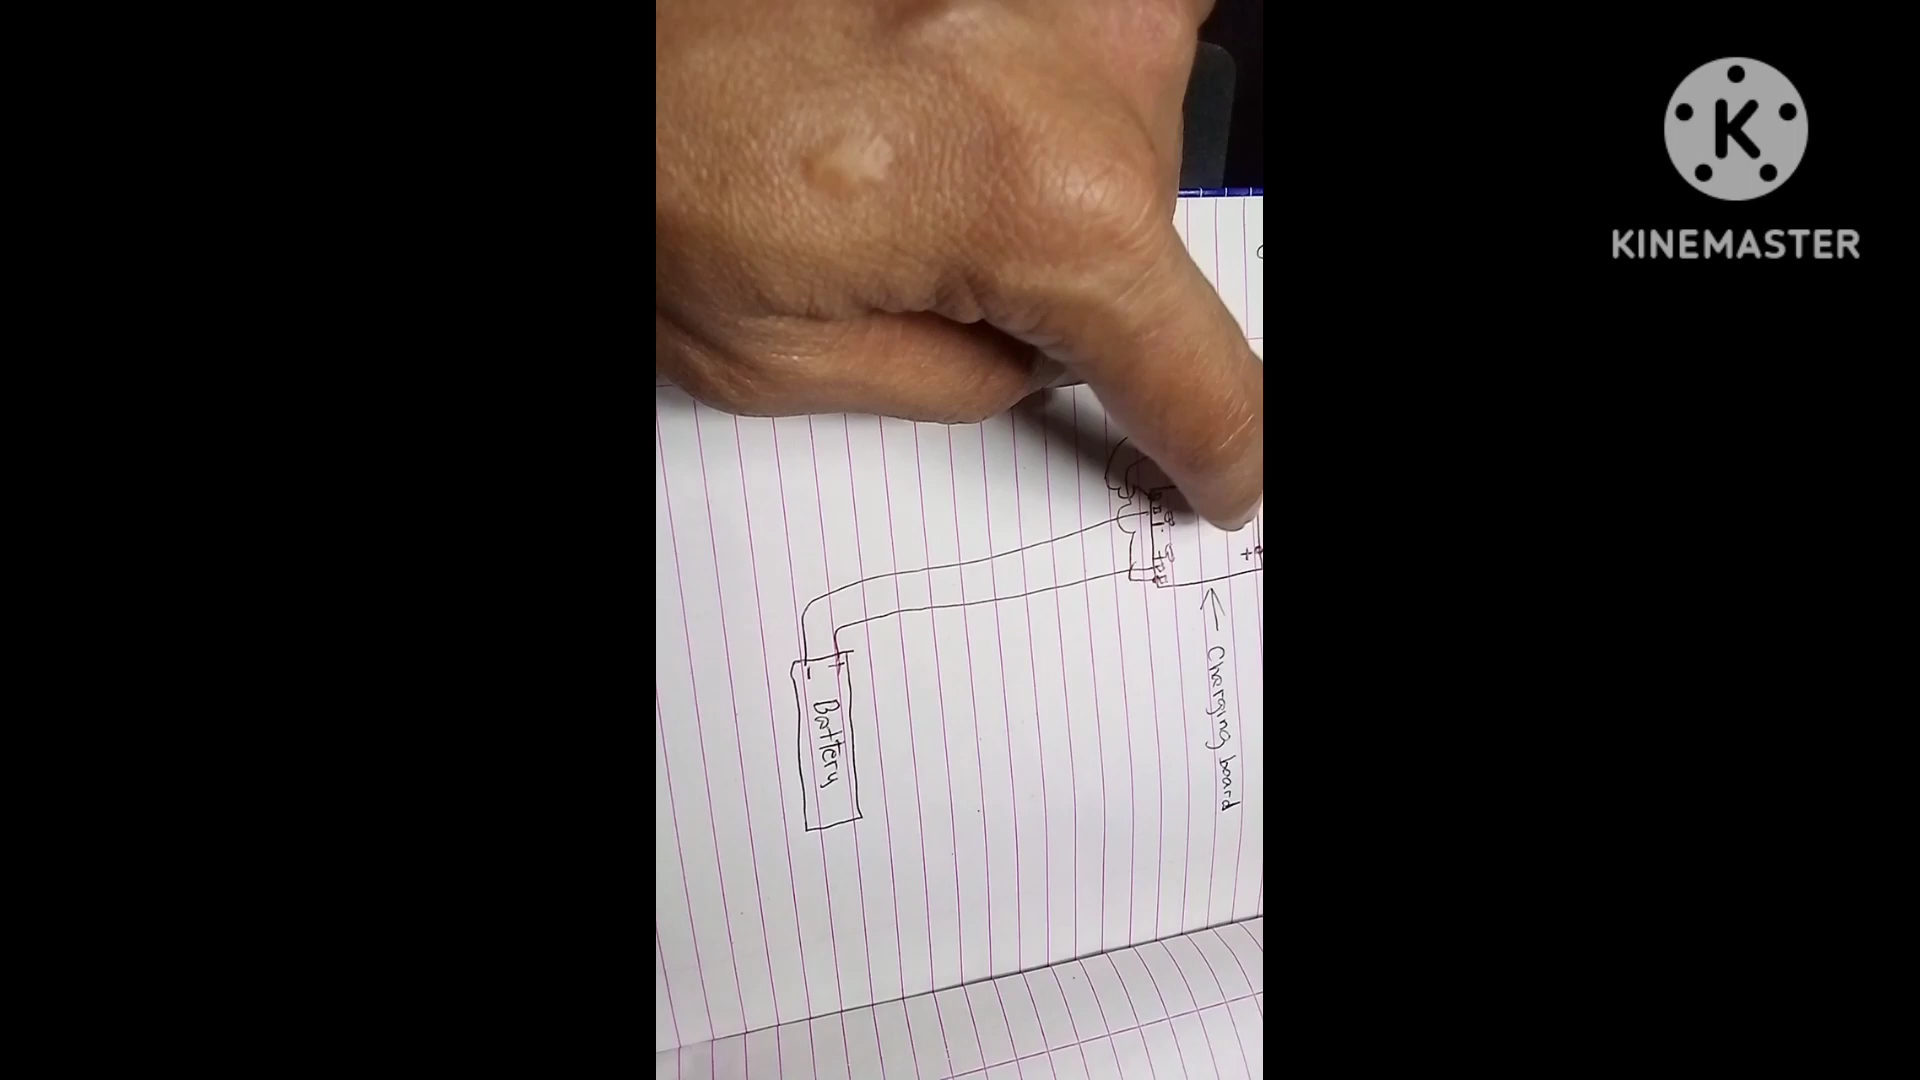 K
KINEMASTER
+
← Charging board
+
-
Battery